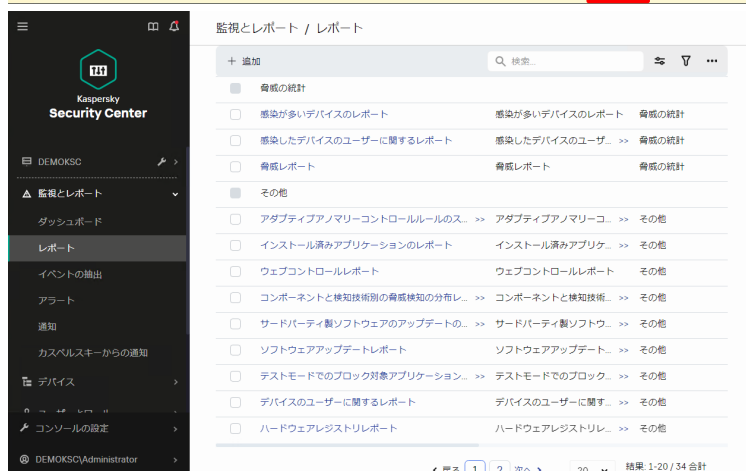 監視とレポート / レポート
Kaspersky
Security Center
DEMOKSC
監視とレポート
ダッシュボード
レポート
イベントの抽出
アラート
通知
カスペルスキーからの通知
デバイス
コンソールの設定
DEMOKSC\Administrator
+ 追加
検索...
脅威の統計
感染が多いデバイスのレポート 感染が多いデバイスのレポート 脅威の統計
感染したデバイスのユーザーに関するレポート 感染したデバイスのユーザ... >> 脅威の統計
脅威レポート 脅威レポート 脅威の統計
その他
アダプティブアノマリーコントロールルールのス... >> アダプティブアノマリーコ... >> その他
インストール済みアプリケーションのレポート インストール済みアプリケ... >> その他
ウェブコントロールレポート ウェブコントロールレポート その他
コンポーネントと検知技術別の脅威検知の分布レ... >> コンポーネントと検知技術... >> その他
サードパーティ製ソフトウェアのアップデートの... >> サードパーティ製ソフトウ... >> その他
ソフトウェアアップデートレポート ソフトウェアアップデート... >> その他
テストモードでのブロック対象アプリケーション... >> テストモードでのブロック... >> その他
デバイスのユーザーに関するレポート デバイスのユーザーに関す... >> その他
ハードウェアレジストリレポート ハードウェアレジストリレ... >> その他
戻る 1 2 次へ 20 結果: 1-20 / 34 合計